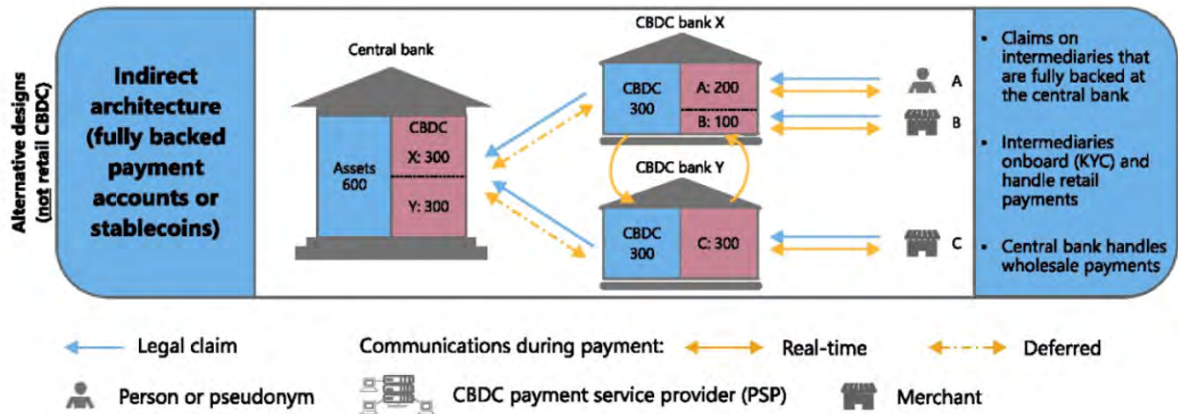 Alternative designs
(not retail CBDC)
Indirect
architecture
(fully backed
payment
accounts or
stablecoins)
Central bank
Assets
600
CBDC
X: 300
Y: 300
CBDC bank X
CBDC
300
A: 200
B: 100
CBDC bank Y
CBDC
300
C: 300
A
B
C
• Claims on
intermediaries that
are fully backed at
the central bank
• Intermediaries
onboard (KYC) and
handle retail
payments
• Central bank handles
wholesale payments
Legal claim
Communications during payment:
Real-time
Deferred
Person or pseudonym
CBDC payment service provider (PSP)
Merchant